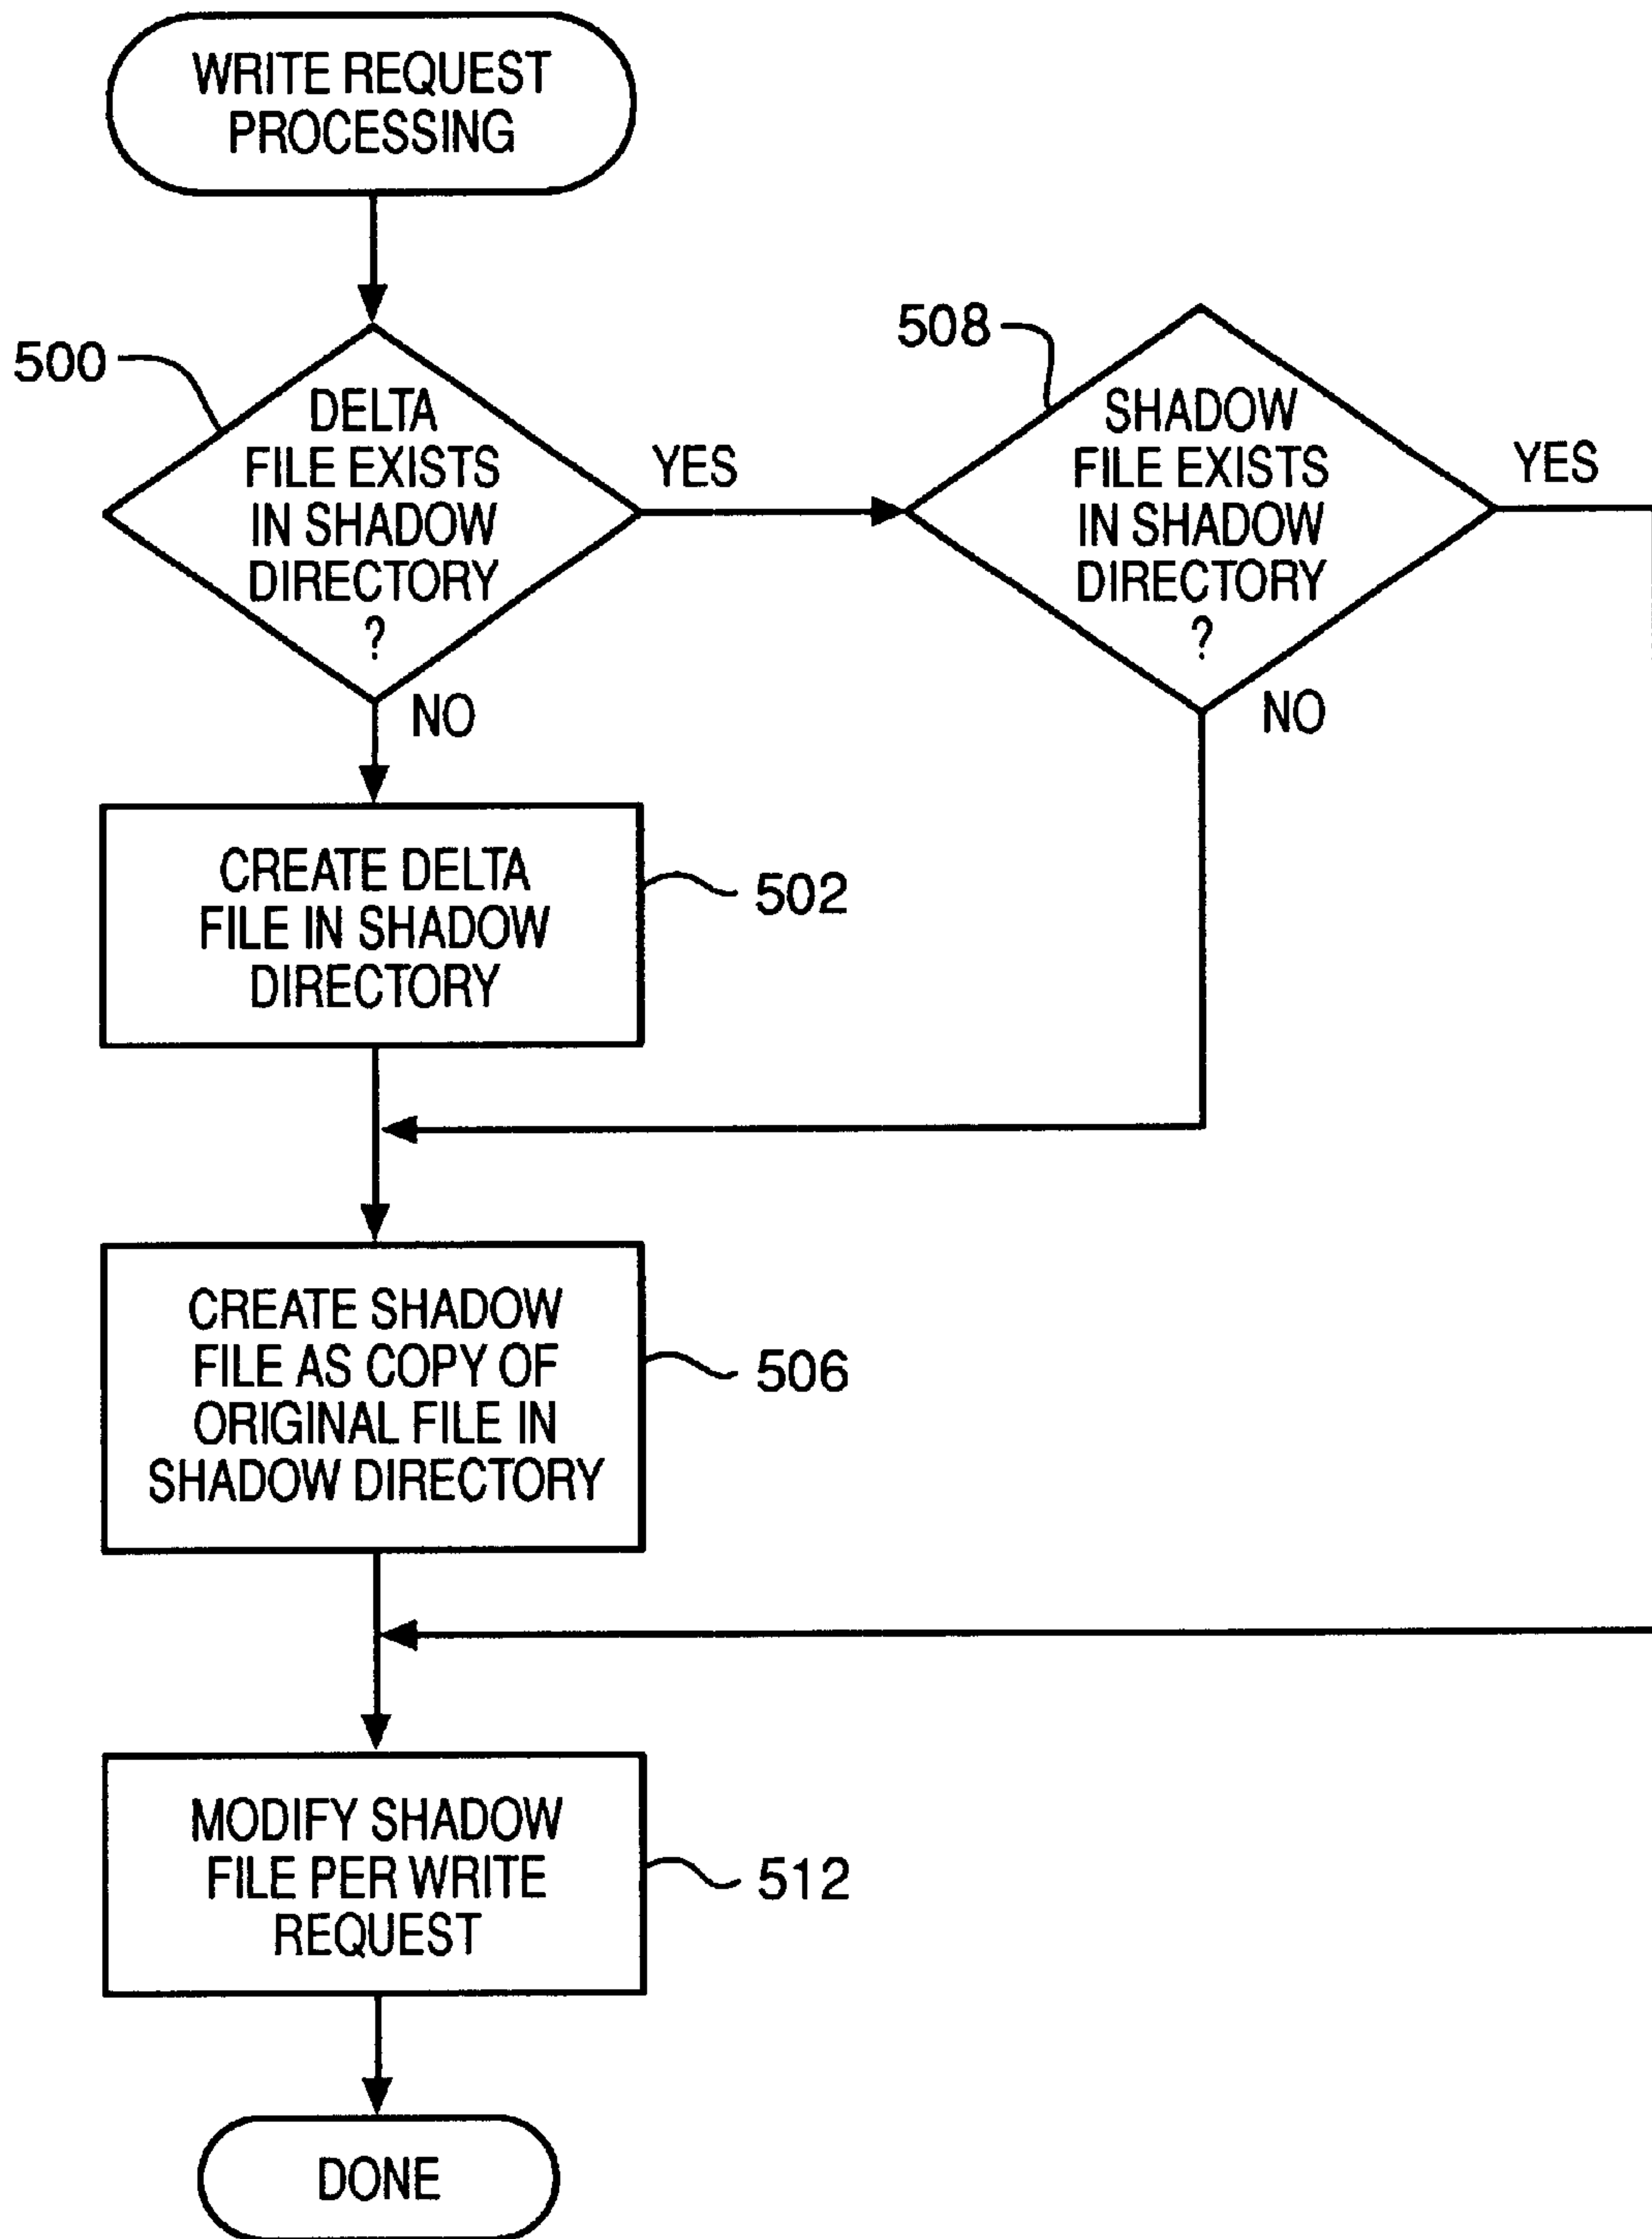 WRITE REQUEST
PROCESSING
500
DELTA
FILE EXISTS
IN SHADOW
DIRECTORY
?
YES
NO
508
SHADOW
FILE EXISTS
IN SHADOW
DIRECTORY
?
YES
NO
CREATE DELTA
FILE IN SHADOW
DIRECTORY
502
CREATE SHADOW
FILE AS COPY OF
ORIGINAL FILE IN
SHADOW DIRECTORY
506
MODIFY SHADOW
FILE PER WRITE
REQUEST
512
DONE